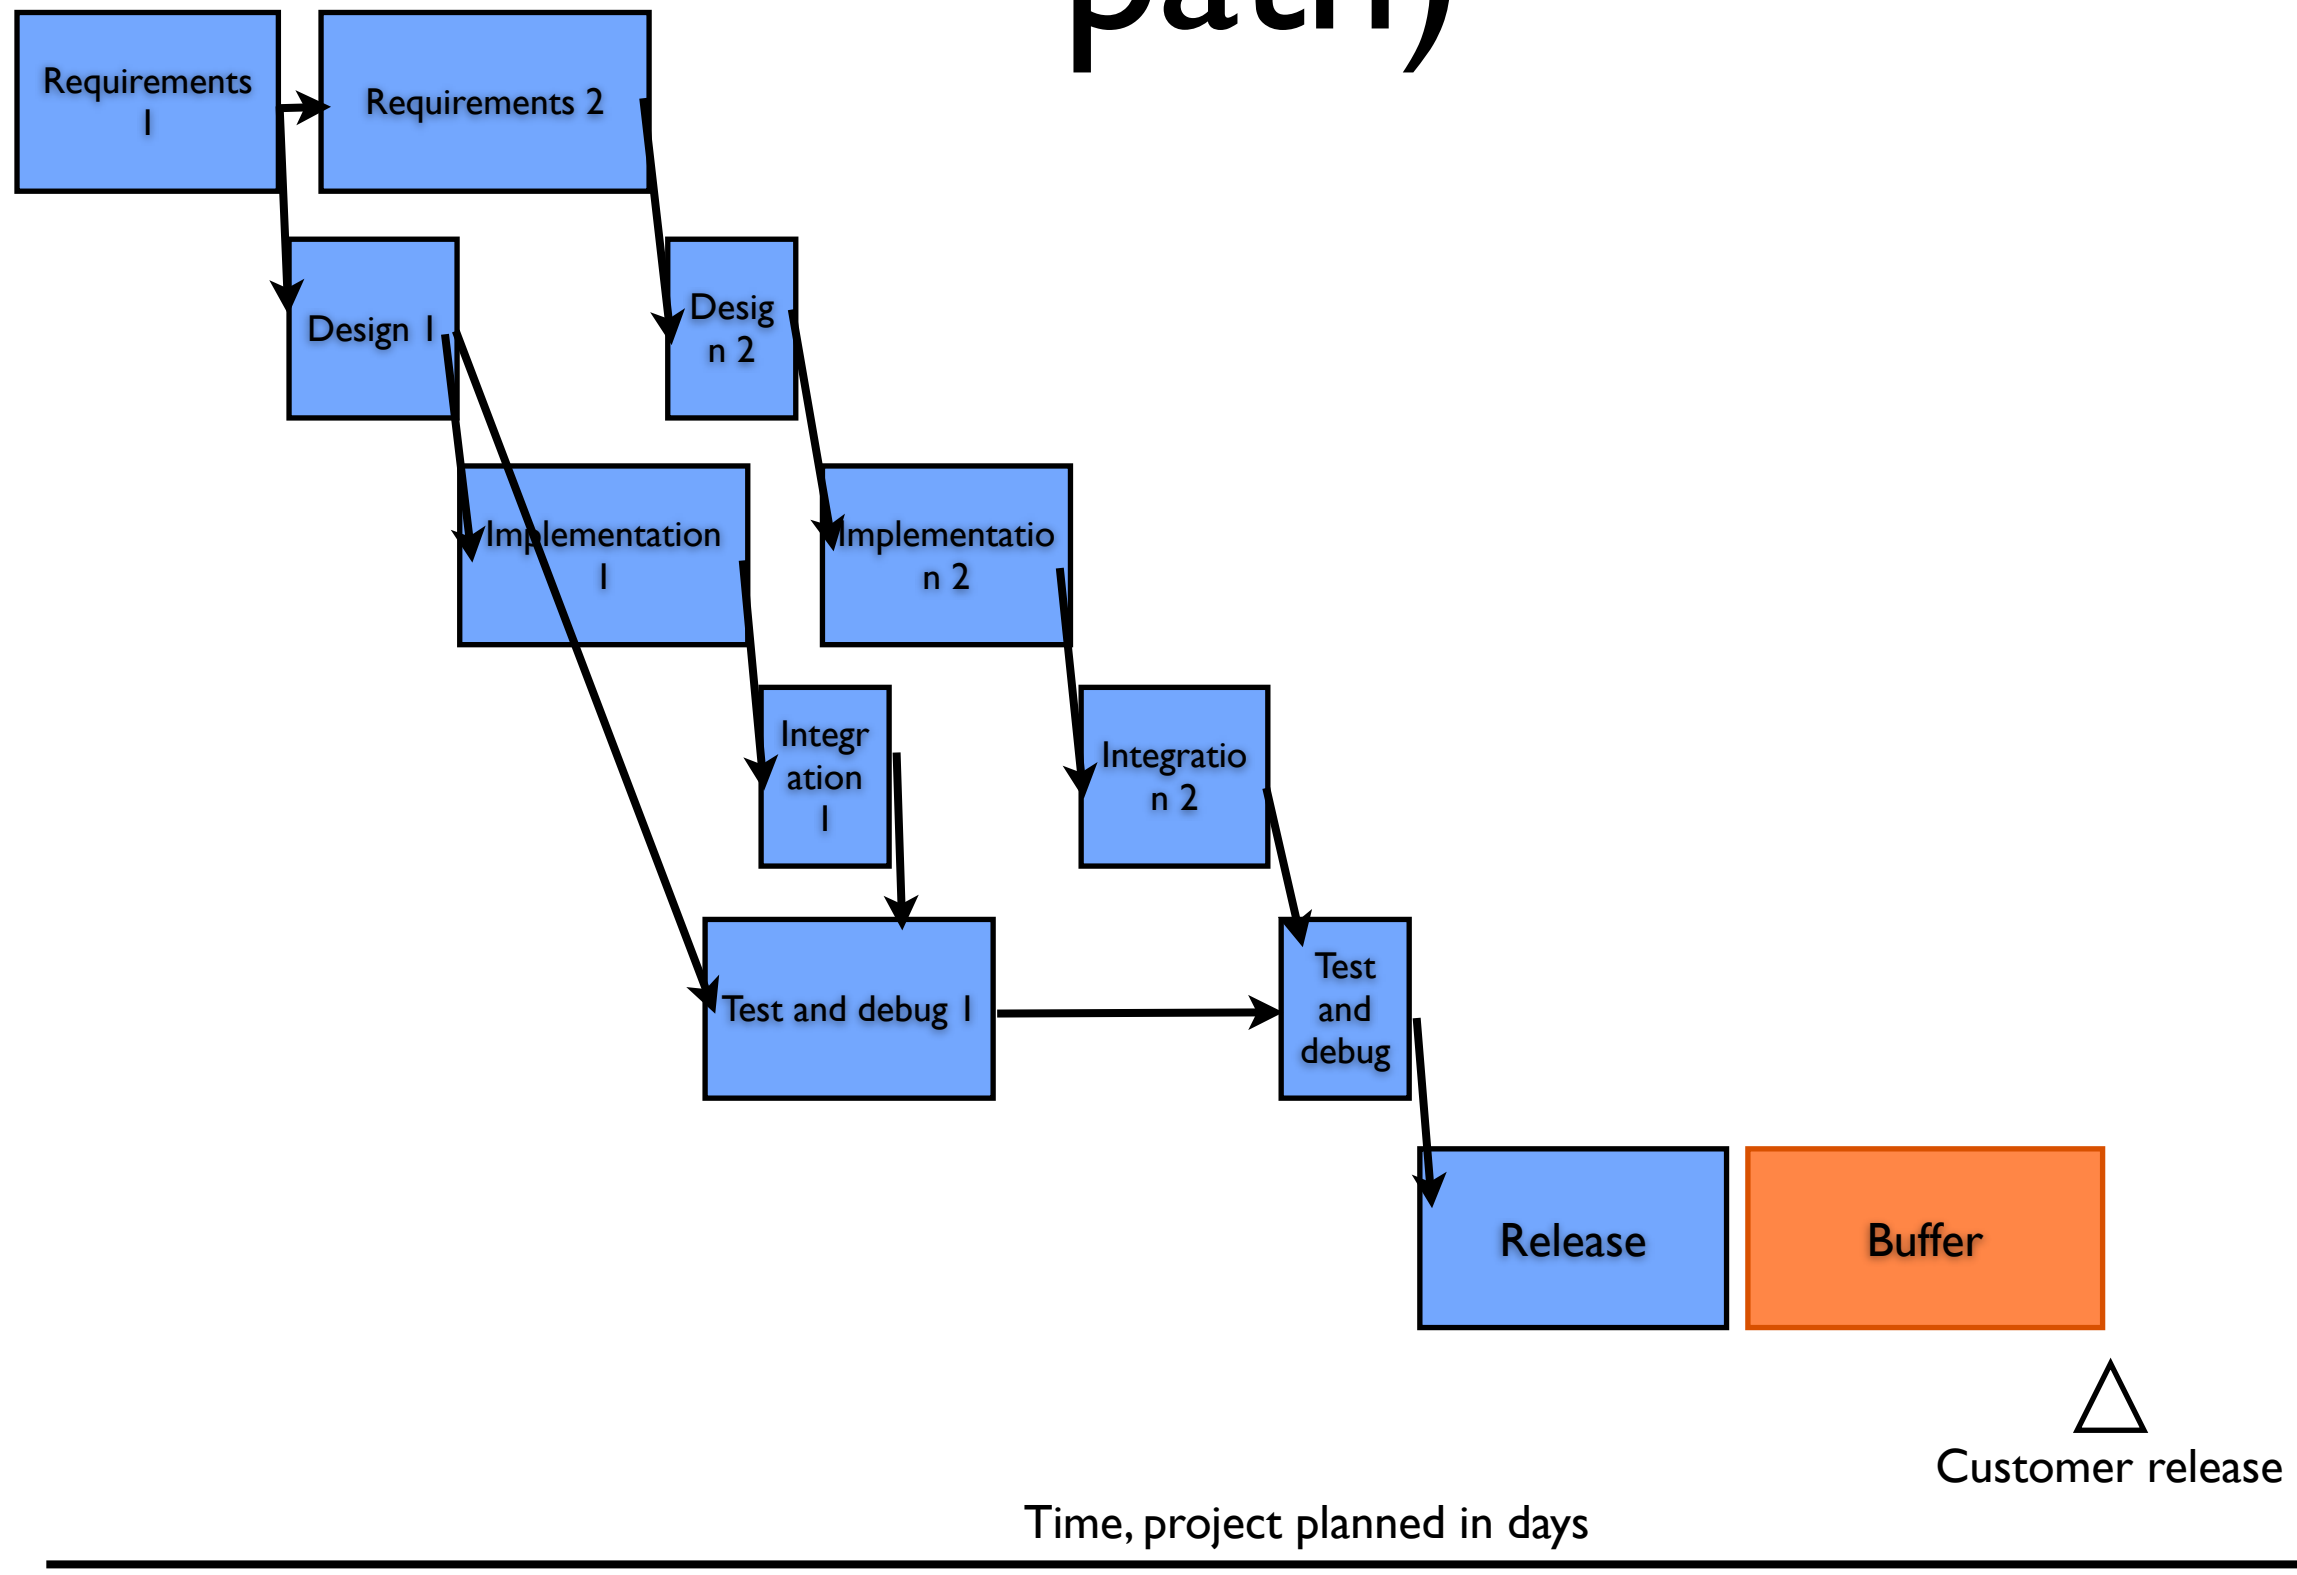 path)
Requirements
1
Requirements 2
Design 1
Desig
n 2
Implementation
1
Implementatio
n 2
Integr
ation
1
Integratio
n 2
Test and debug 1
Test
and
debug
Release
Buffer
Customer release
Time, project planned in days